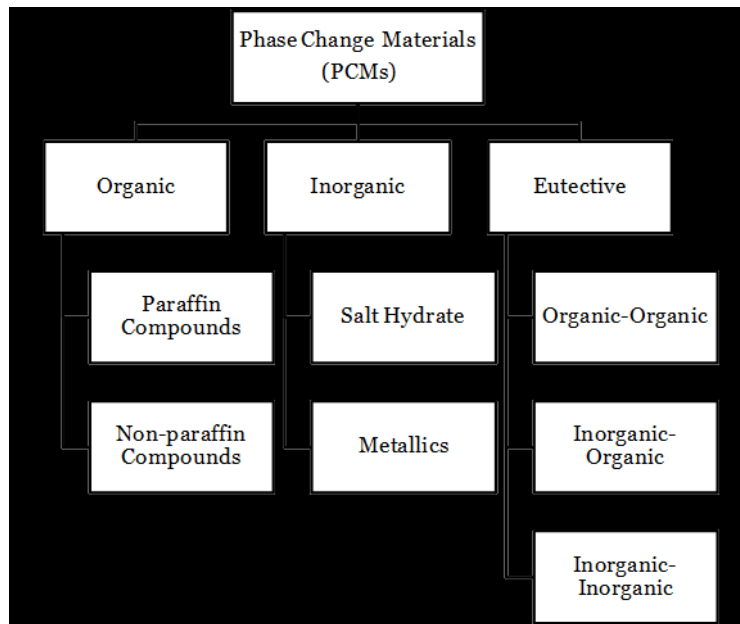 Phase Change Materials
(PCMs)
Organic
Inorganic
Eutective
Paraffin
Compounds
Salt Hydrate
Organic-Organic
Non-paraffin
Compounds
Metallics
Inorganic-
Organic
Inorganic-
Inorganic